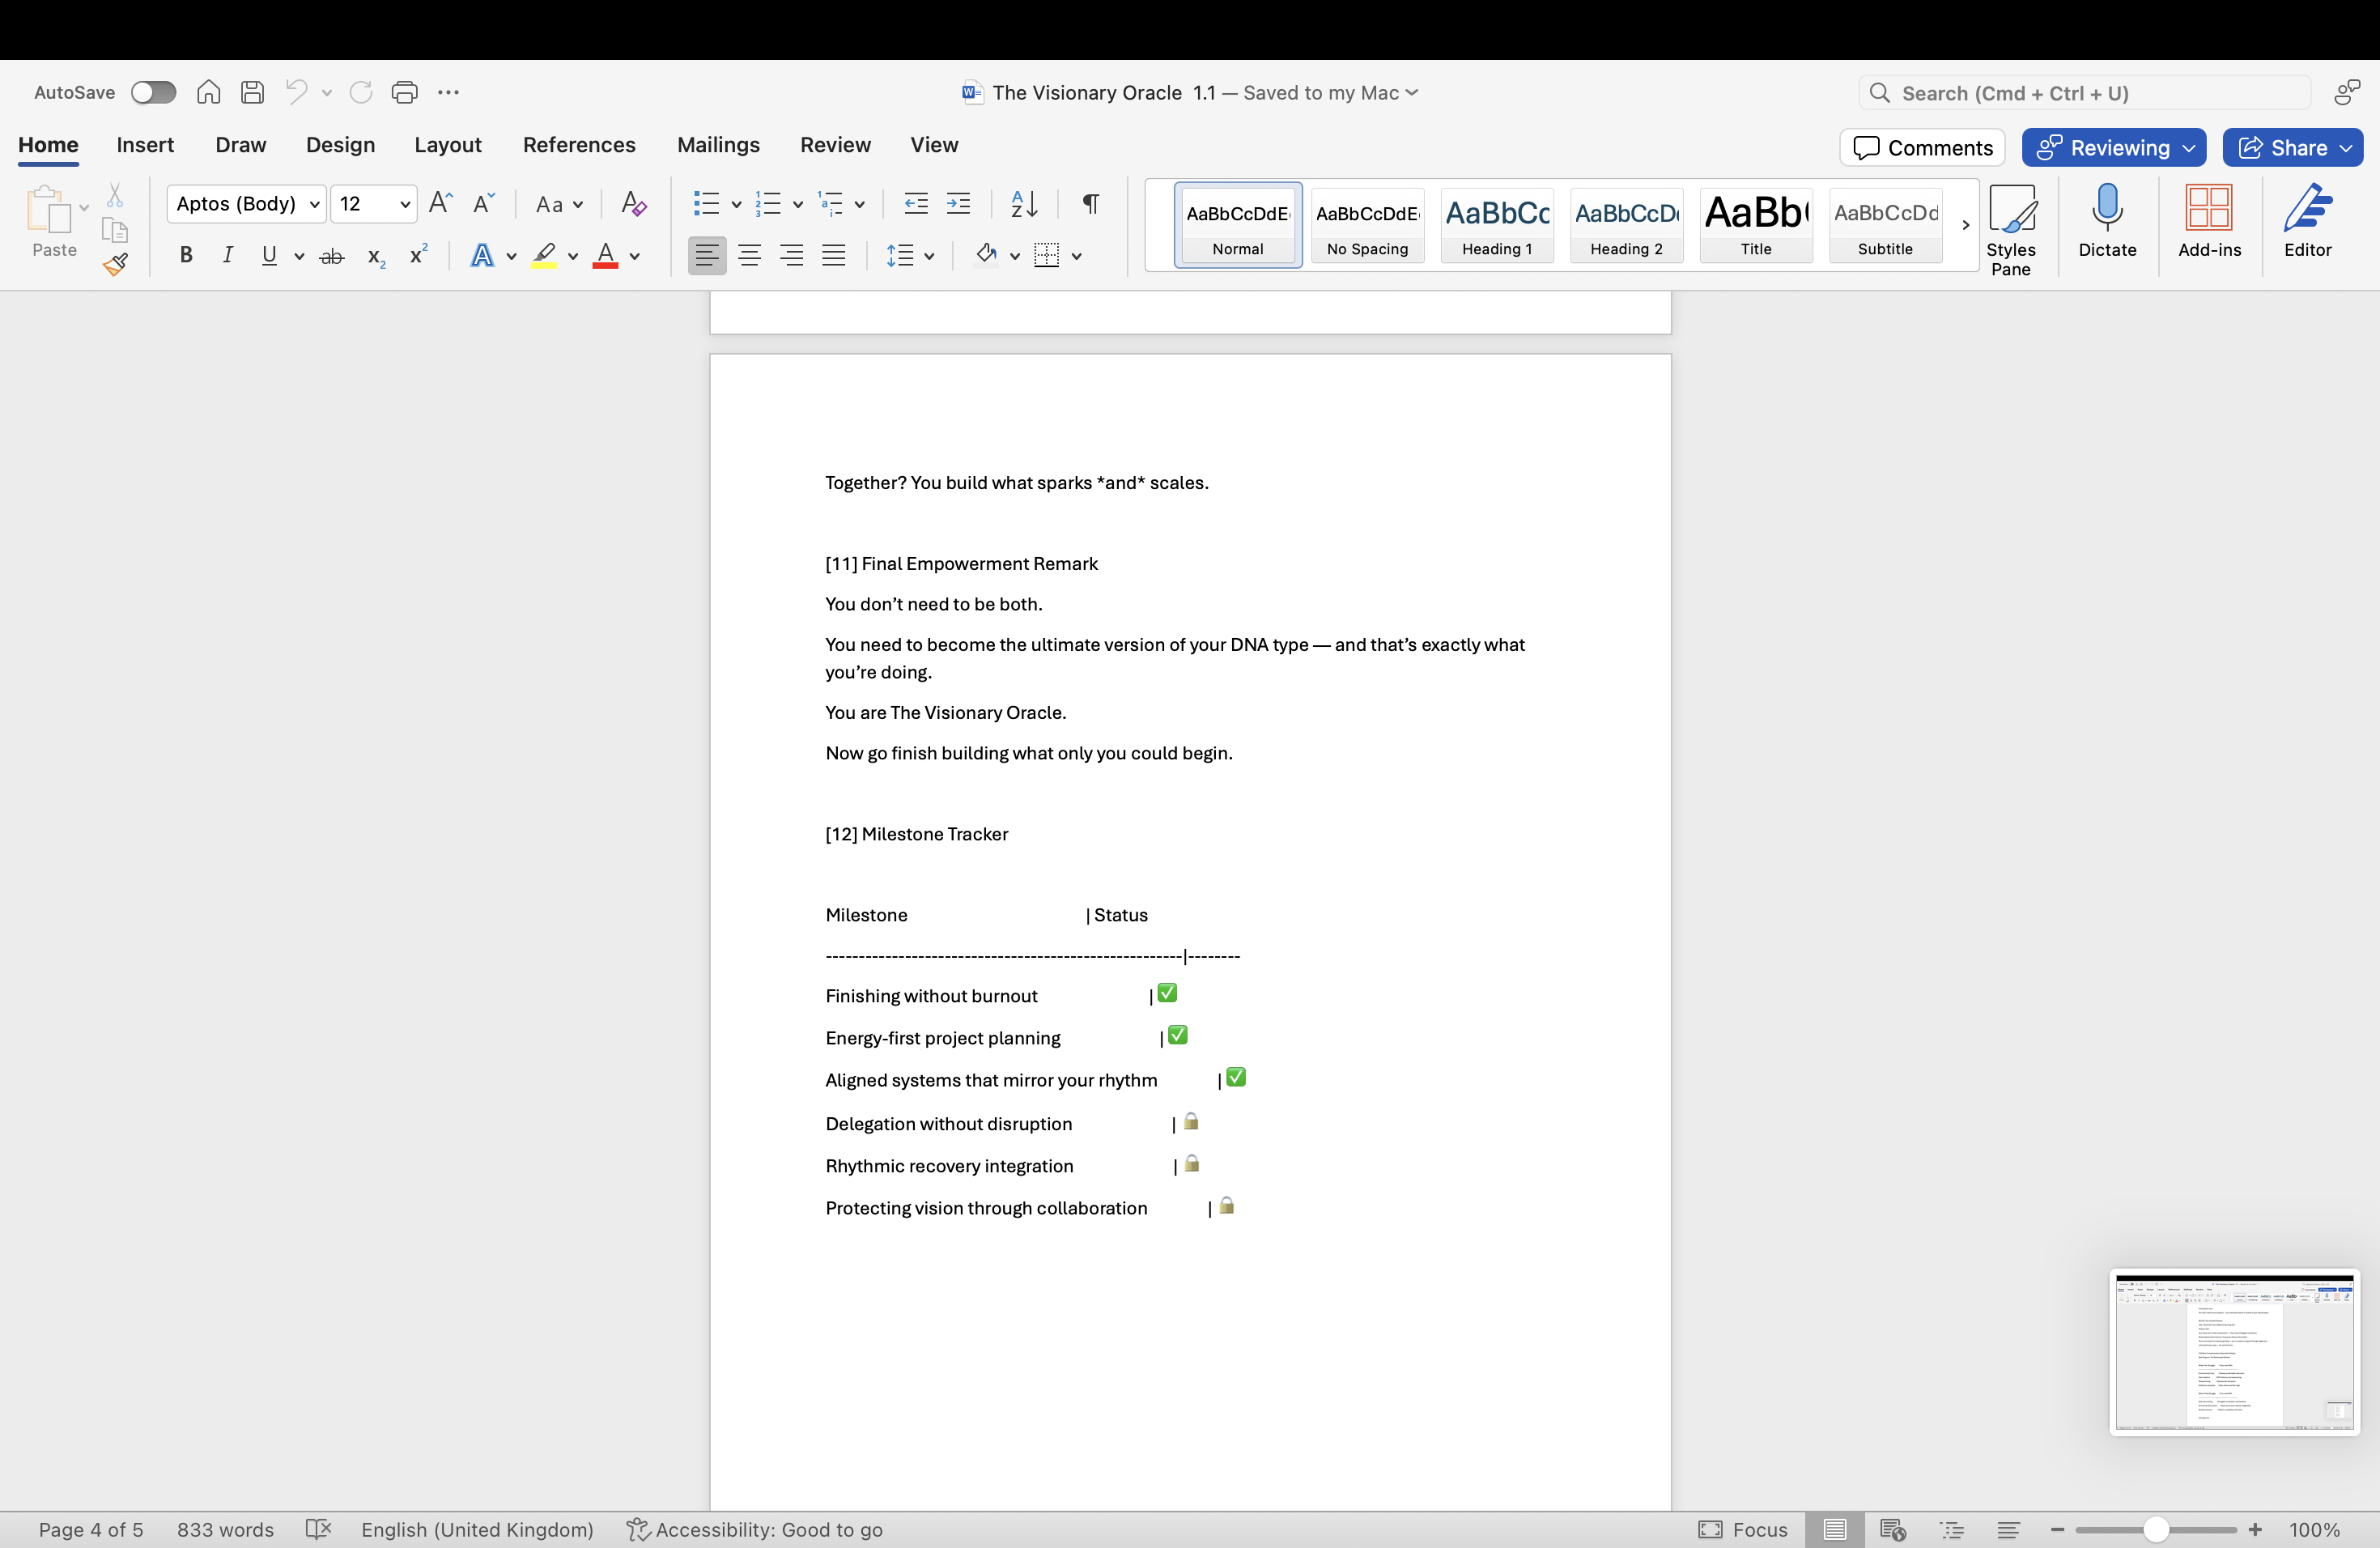 AutoSave
The Visionary Oracle 1.1 — Saved to my Mac
Search (Cmd + Ctrl + U)
Home Insert Draw Design Layout References Mailings Review View
Comments Reviewing Share
Paste
Aptos (Body) 12
AaBbCcDdE AaBbCcDdE AaBbCc AaBbCcD AaBb AaBbCcDd
Normal No Spacing Heading 1 Heading 2 Title Subtitle
Styles Pane
Dictate
Add-ins
Editor
Together? You build what sparks *and* scales.
[11] Final Empowerment Remark
You don’t need to be both.
You need to become the ultimate version of your DNA type — and that’s exactly what
you’re doing.
You are The Visionary Oracle.
Now go finish building what only you could begin.
[12] Milestone Tracker
Milestone | Status
------------------------------------------------------|--------
Finishing without burnout | ✅
Energy-first project planning | ✅
Aligned systems that mirror your rhythm | ✅
Delegation without disruption | 🔒
Rhythmic recovery integration | 🔒
Protecting vision through collaboration | 🔒
Page 4 of 5 833 words English (United Kingdom) Accessibility: Good to go
Focus 100%